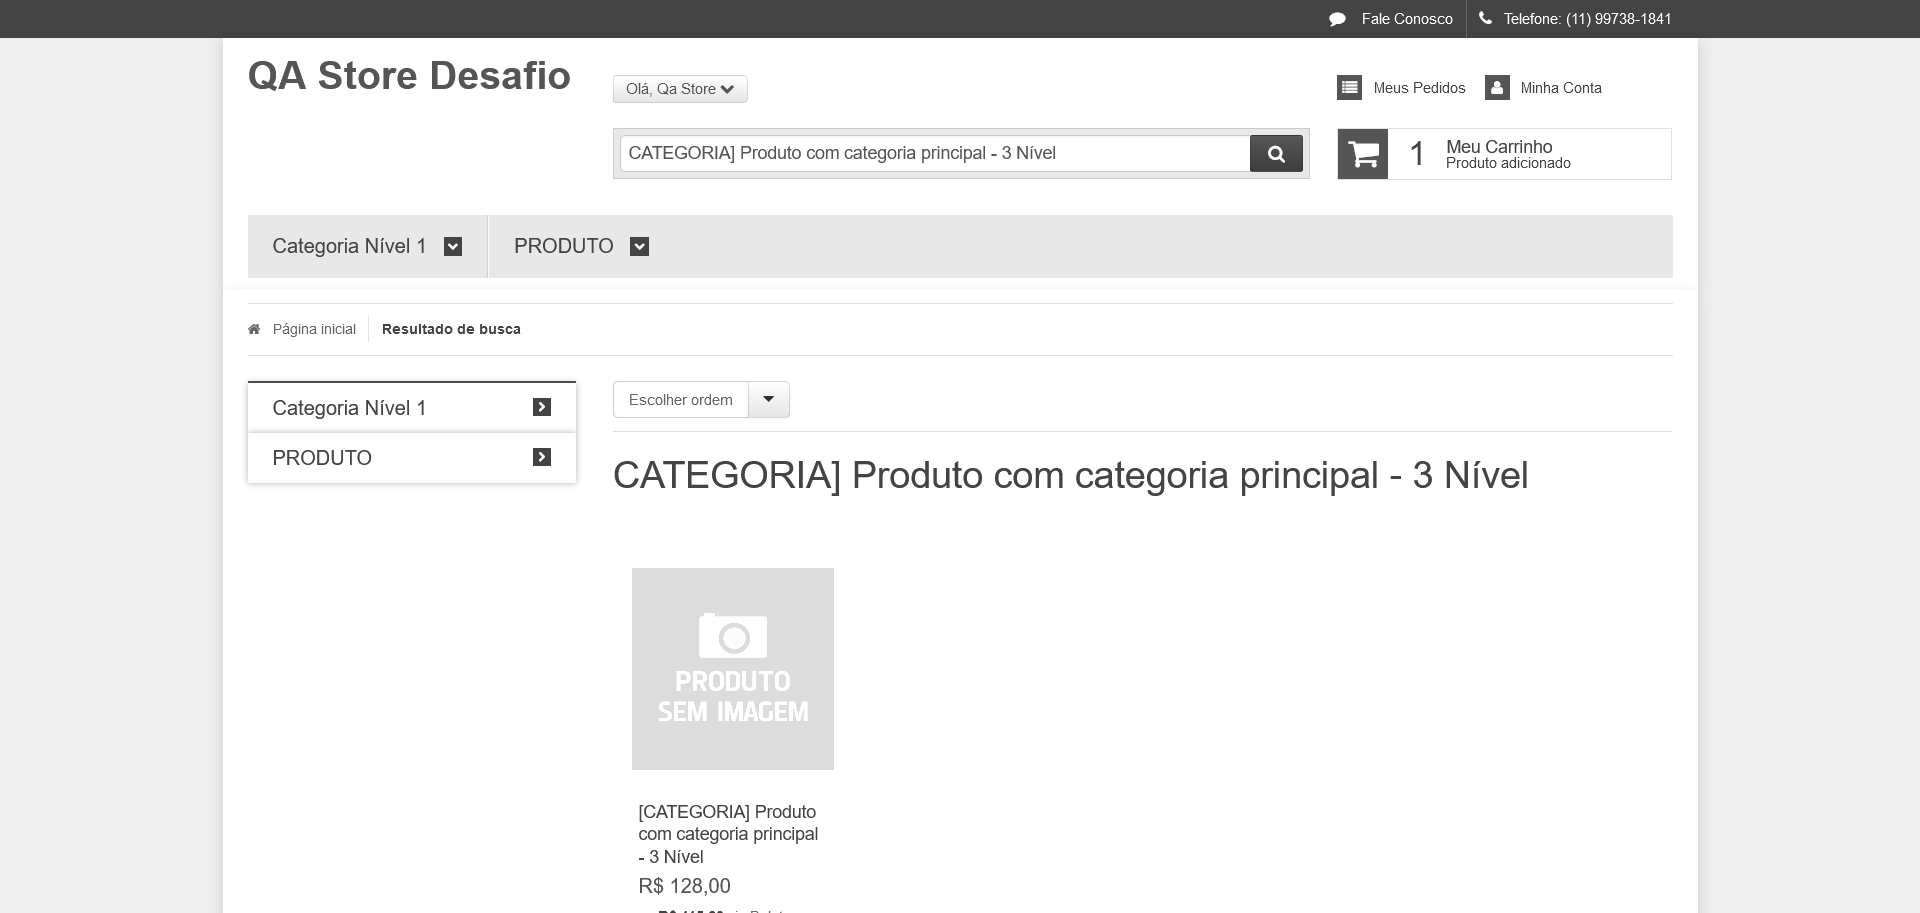 Fale Conosco
Telefone: (11) 99738-1841
QA Store Desafio
Olá, Qa Store
Meus Pedidos
Minha Conta
CATEGORIA] Produto com categoria principal - 3 Nível
1
Meu Carrinho
Produto adicionado
Categoria Nível 1
PRODUTO
Página inicial
Resultado de busca
Categoria Nível 1
PRODUTO
Escolher ordem
CATEGORIA] Produto com categoria principal - 3 Nível
PRODUTO
SEM IMAGEM
[CATEGORIA] Produto
com categoria principal
- 3 Nível
R$ 128,00